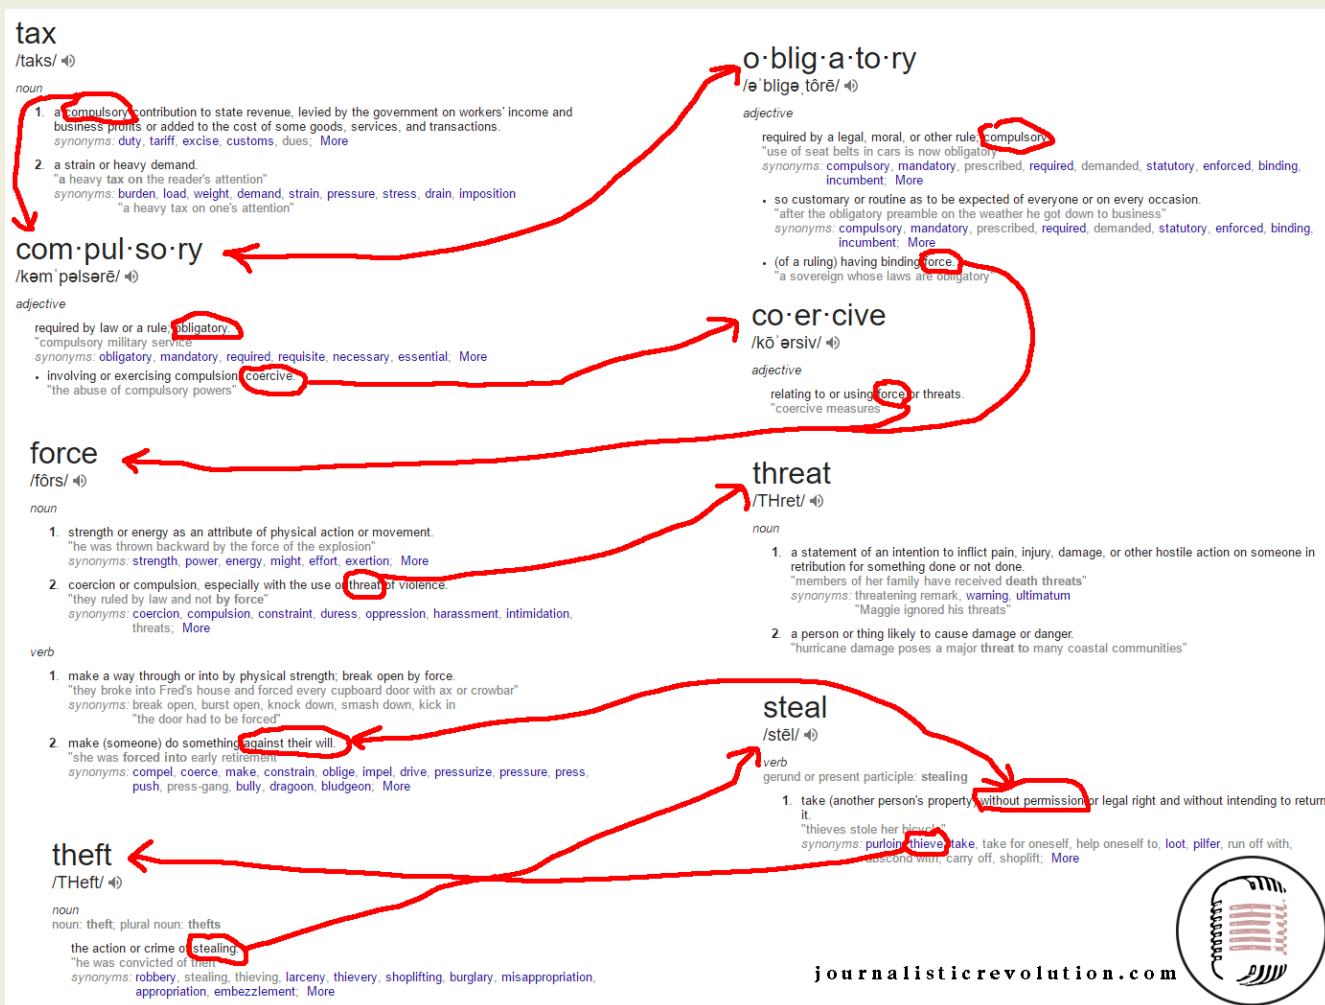 tax
/taks/
noun
1. a compulsory contribution to state revenue, levied by the government on workers' income and
business profits or added to the cost of some goods, services, and transactions.
synonyms: duty, tariff, excise, customs, dues; More
2. a strain or heavy demand.
"a heavy tax on the reader's attention"
synonyms: burden, load, weight, demand, strain, pressure, stress, drain, imposition
"a heavy tax on one's attention"
com·pul·so·ry
/kəmˈpəlsərē/
adjective
required by law or a rule; obligatory.
"compulsory military service"
synonyms: obligatory, mandatory, required, requisite, necessary, essential; More
• involving or exercising compulsion; coercive.
"the abuse of compulsory powers"
force
/fôrs/
noun
1. strength or energy as an attribute of physical action or movement.
"he was thrown backward by the force of the explosion"
synonyms: strength, power, energy, might, effort, exertion; More
2. coercion or compulsion, especially with the use or threat of violence.
"they ruled by law and not by force"
synonyms: coercion, compulsion, constraint, duress, oppression, harassment, intimidation,
threats; More
verb
1. make a way through or into by physical strength; break open by force.
"they broke into Fred's house and forced every cupboard door with ax or crowbar"
synonyms: break open, burst open, knock down, smash down, kick in
"the door had to be forced"
2. make (someone) do something against their will.
"she was forced into early retirement"
synonyms: compel, coerce, make, constrain, oblige, impel, drive, pressurize, pressure, press,
push, press-gang, bully, dragoon, bludgeon; More
theft
/THeft/
noun
noun: theft; plural noun: thefts
the action or crime of stealing.
"he was convicted of theft"
synonyms: robbery, stealing, thieving, larceny, thievery, shoplifting, burglary, misappropriation,
appropriation, embezzlement; More
o·blig·a·to·ry
/əˈbligəˌtôrē/
adjective
required by a legal, moral, or other rule; compulsory.
"use of seat belts in cars is now obligatory"
synonyms: compulsory, mandatory, prescribed, required, demanded, statutory, enforced, binding,
incumbent; More
• so customary or routine as to be expected of everyone or on every occasion.
"after the obligatory preamble on the weather he got down to business"
synonyms: compulsory, mandatory, prescribed, required, demanded, statutory, enforced, binding,
incumbent; More
• (of a ruling) having binding force.
"a sovereign whose laws are obligatory"
co·er·cive
/kōˈərsiv/
adjective
relating to or using force or threats.
"coercive measures"
threat
/THret/
noun
1. a statement of an intention to inflict pain, injury, damage, or other hostile action on someone in
retribution for something done or not done.
"members of her family have received death threats"
synonyms: threatening remark, warning, ultimatum
"Maggie ignored his threats"
2. a person or thing likely to cause damage or danger.
"hurricane damage poses a major threat to many coastal communities"
steal
/stēl/
verb
gerund or present participle: stealing
1. take (another person's property) without permission or legal right and without intending to return
it.
"thieves stole her bicycle"
synonyms: purloin, thieve, take, take for oneself, help oneself to, loot, pilfer, run off with,
abscond with, carry off, shoplift; More
journalisticrevolution.com